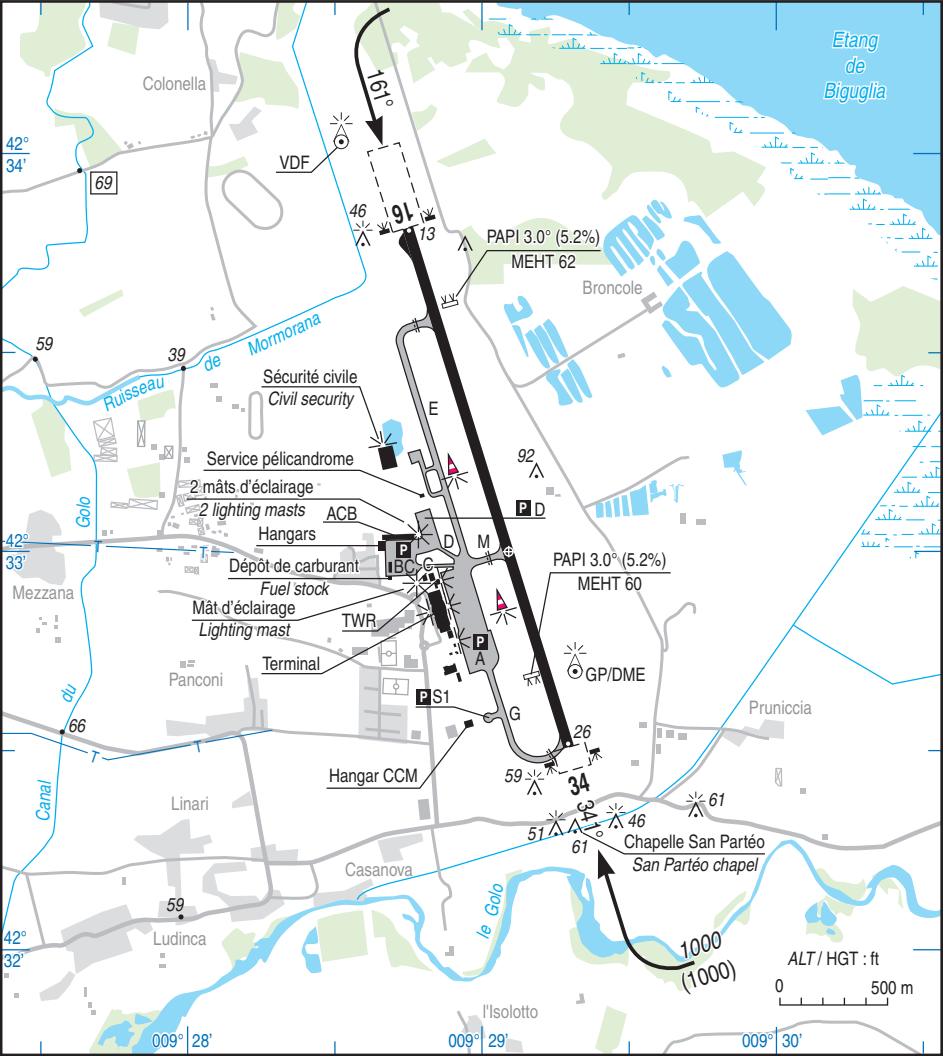 Etang
de
Biguglia
Colonella
161°
42°
34'
VDF
69
46
16
13
PAPI 3.0° (5.2%)
MEHT 62
Broncole
59
39
Ruisseau de Mormorana
Sécurité civile
Civil security
E
Service pélicandrome
92
2 mâts d'éclairage
2 lighting masts
P D
ACB
Golo
Hangars
D
M
42°
33'
T
T
P
BC
C
Dépôt de carburant
Fuel stock
PAPI 3.0° (5.2%)
MEHT 60
Mezzana
Mât d'éclairage
Lighting mast
TWR
Terminal
P
A
GP/DME
Panconi
du
P S1
G
Pruniccia
66
T
T
26
Hangar CCM
59
34
Canal
Linari
341°
61
51
46
61
Chapelle San Partéo
San Partéo chapel
Casanova
59
le Golo
Ludinca
42°
32'
1000
(1000)
ALT / HGT : ft
0 500 m
l'Isolotto
009° 28'
009° 29'
009° 30'